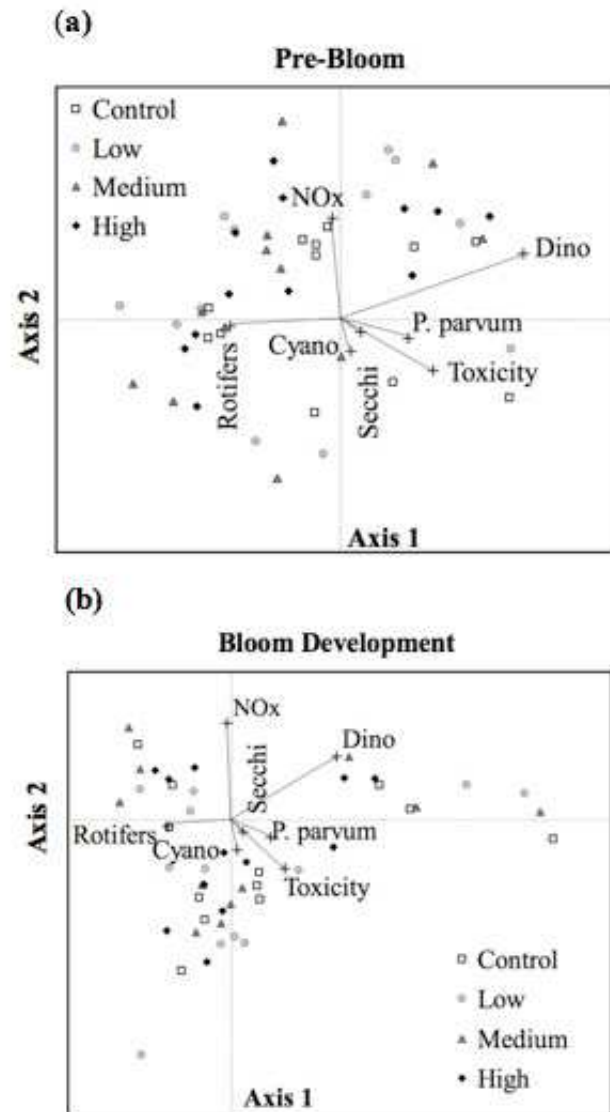 (a)
Pre-Bloom
Control
Low
Medium
High
NOx
Dino
P. parvum
Cyano
Toxicity
Rotifers
Secchi
Axis 2
Axis 1
(b)
Bloom Development
NOx
Secchi
Dino
Rotifers
P. parvum
Cyano
Toxicity
Axis 2
Control
Low
Medium
High
Axis 1